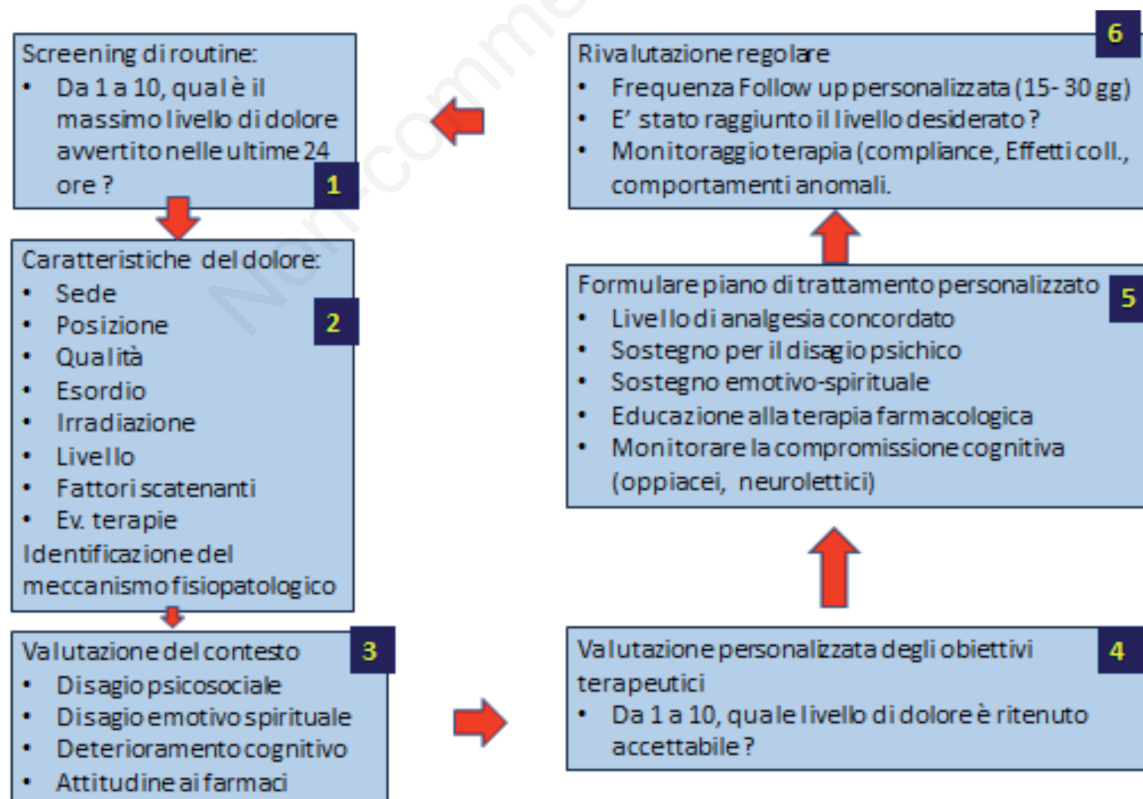 Screening di routine:
• Da 1 a 10, qual è il
massimo livello di dolore
avvertito nelle ultime 24
ore ?
1
Caratteristiche del dolore:
• Sede
• Posizione
• Qualità
• Esordio
• Irradiazione
• Livello
• Fattori scatenanti
• Ev. terapie
Identificazione del
meccanismo fisiopatologico
2
Valutazione del contesto
• Disagio psicosociale
• Disagio emotivo spirituale
• Deterioramento cognitivo
• Attitudine ai farmaci
3
Valutazione personalizzata degli obiettivi
terapeutici
• Da 1 a 10, quale livello di dolore è ritenuto
accettabile ?
4
Formulare piano di trattamento personalizzato
• Livello di analgesia concordato
• Sostegno per il disagio psichico
• Sostegno emotivo-spirituale
• Educazione alla terapia farmacologica
• Monitorare la compromissione cognitiva
(oppiacei, neurolettici)
5
Rivalutazione regolare
• Frequenza Follow up personalizzata (15- 30 gg)
• E' stato raggiunto il livello desiderato ?
• Monitoraggio terapia (compliance, Effetti coll.,
comportamenti anomali.
6
Non-comme